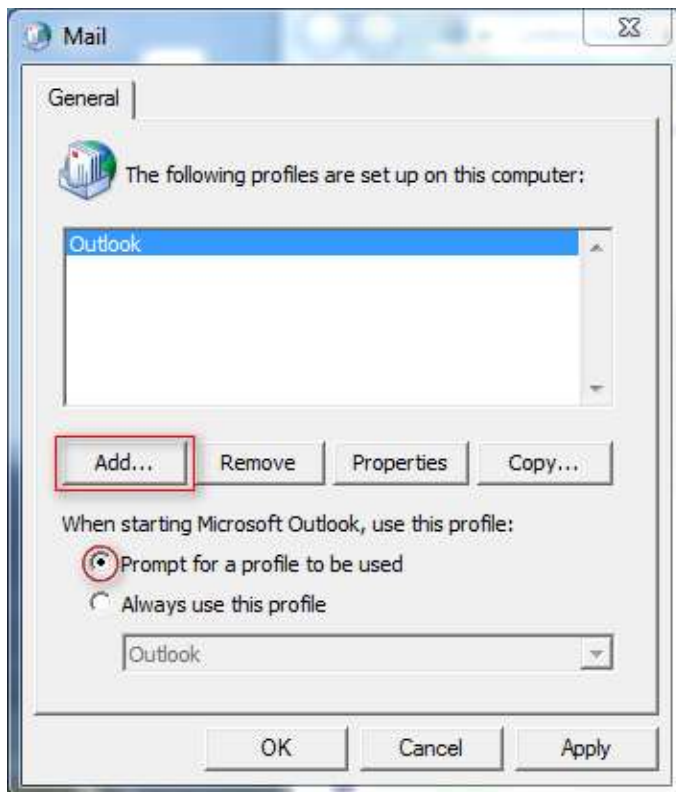 Mail
General
The following profiles are set up on this computer:
Outlook
Add... Remove Properties Copy...
When starting Microsoft Outlook, use this profile:
Prompt for a profile to be used
Always use this profile
Outlook
OK Cancel Apply